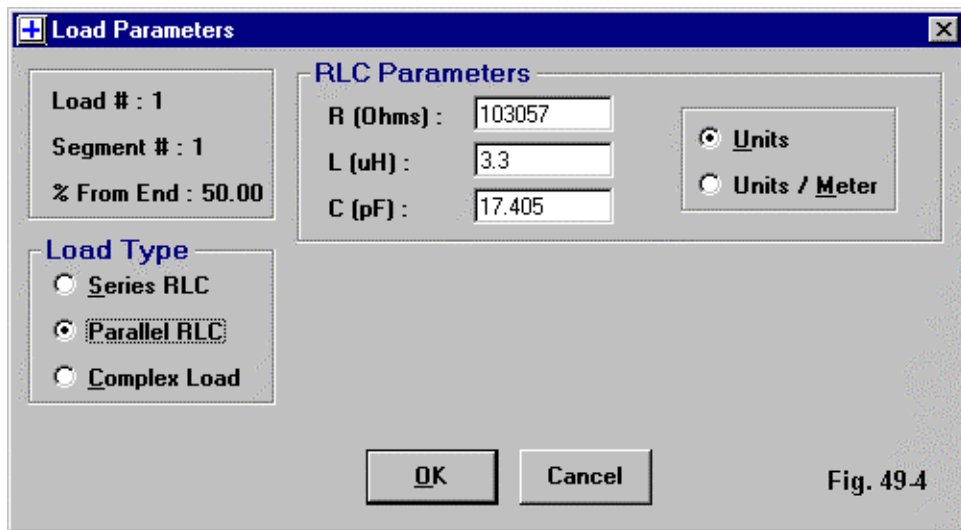 Load Parameters
Load # : 1
Segment # : 1
% From End : 50.00
RLC Parameters
R (Ohms) : 103057
L (uH) : 3.3
C (pF) : 17.405
Units
Units / Meter
Load Type
Series RLC
Parallel RLC
Complex Load
OK
Cancel
Fig. 49-4